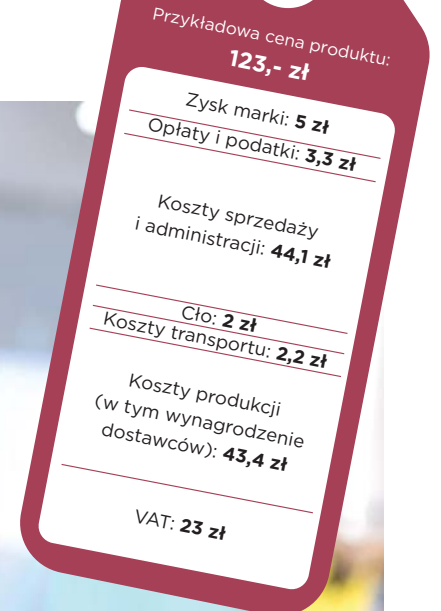 Przykładowa cena produktu:
123,- zł
Zysk marki: 5 zł
Opłaty i podatki: 3,3 zł
Koszty sprzedaży
i administracji: 44,1 zł
Cło: 2 zł
Koszty transportu: 2,2 zł
Koszty produkcji
(w tym wynagrodzenie
dostawców): 43,4 zł
VAT: 23 zł